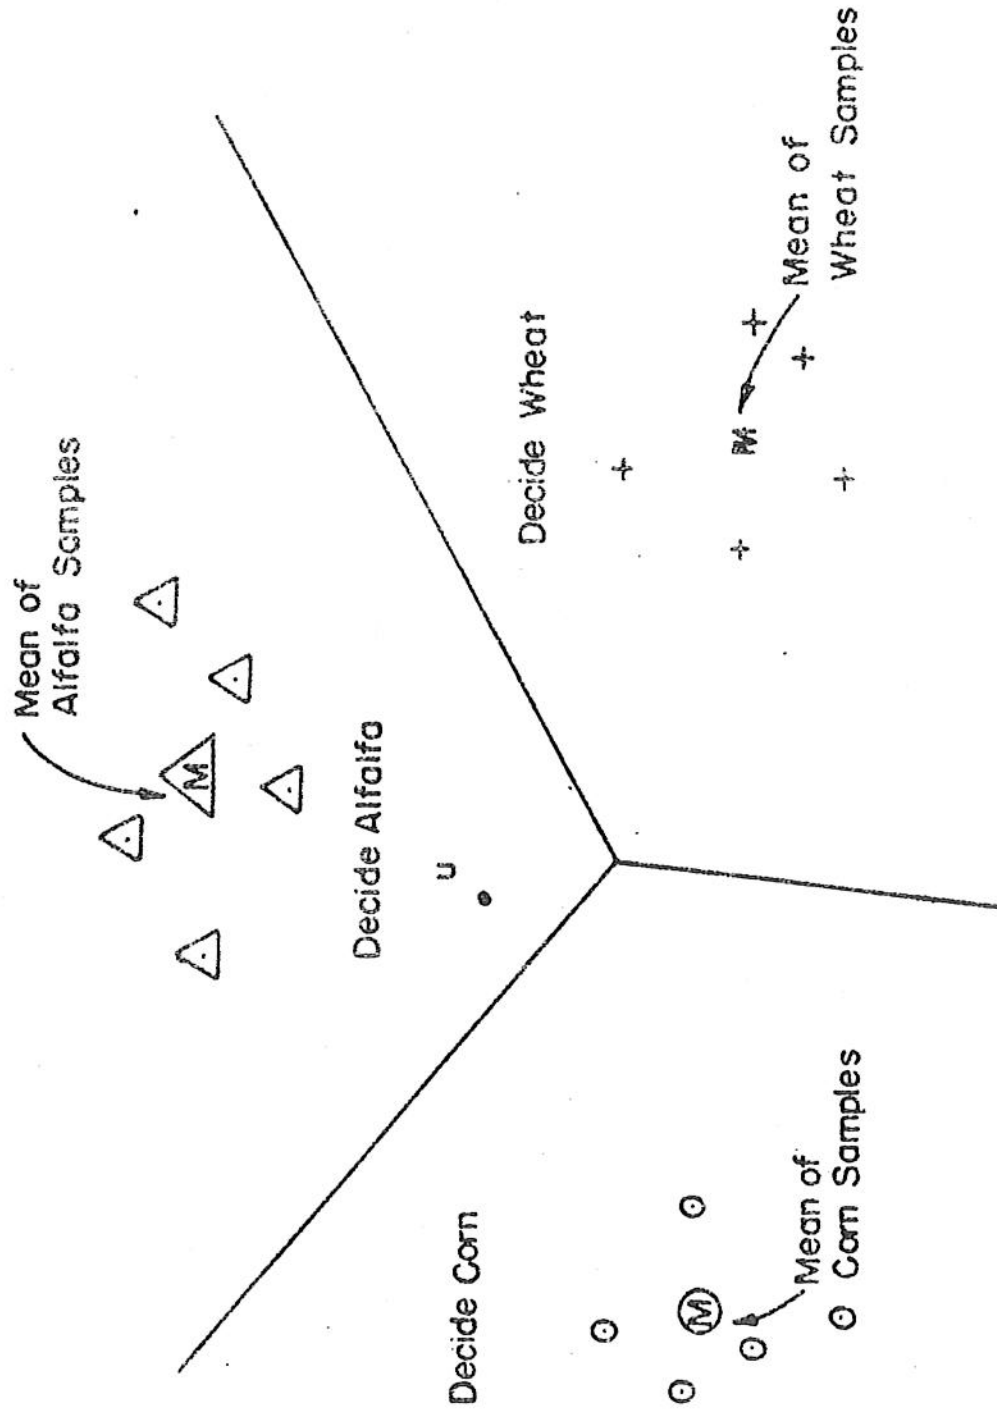 Mean of
Alfalfa Samples
M
Decide Alfalfa
U
Decide Corn
M
Mean of
Corn Samples
Decide Wheat
M
Mean of
Wheat Samples